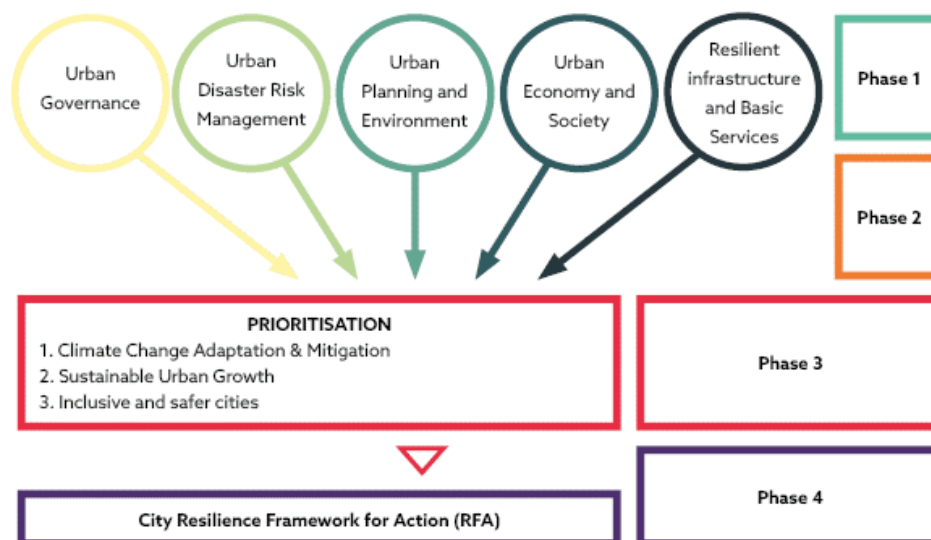 Urban
Governance
Urban
Disaster Risk
Management
Urban
Planning and
Environment
Urban
Economy and
Society
Resilient
infrastructure
and Basic
Services
Phase 1
Phase 2
PRIORITISATION
1. Climate Change Adaptation & Mitigation
2. Sustainable Urban Growth
3. Inclusive and safer cities
Phase 3
City Resilience Framework for Action (RFA)
Phase 4